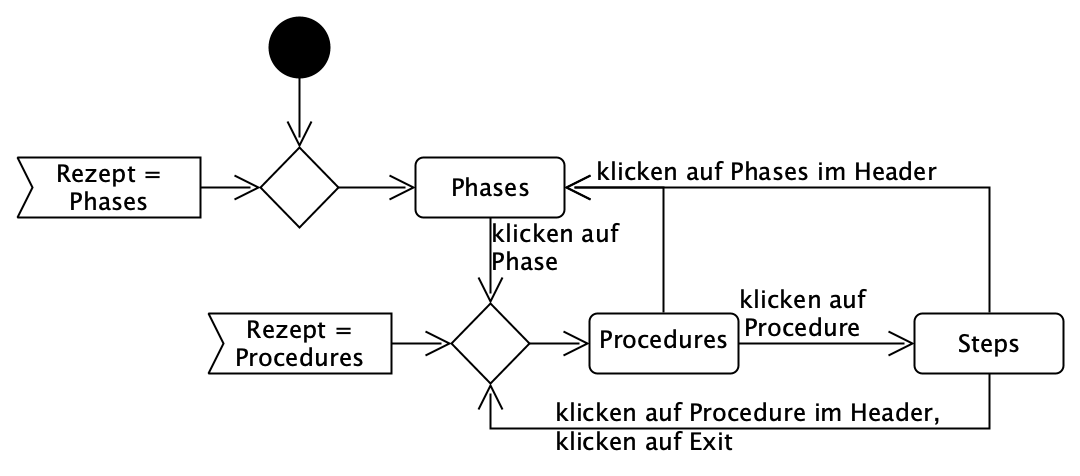 Rezept =
Phases
Phases
klicken auf Phases im Header
klicken auf
Phase
Rezept =
Procedures
Procedures
klicken auf
Procedure
Steps
klicken auf Procedure im Header,
klicken auf Exit